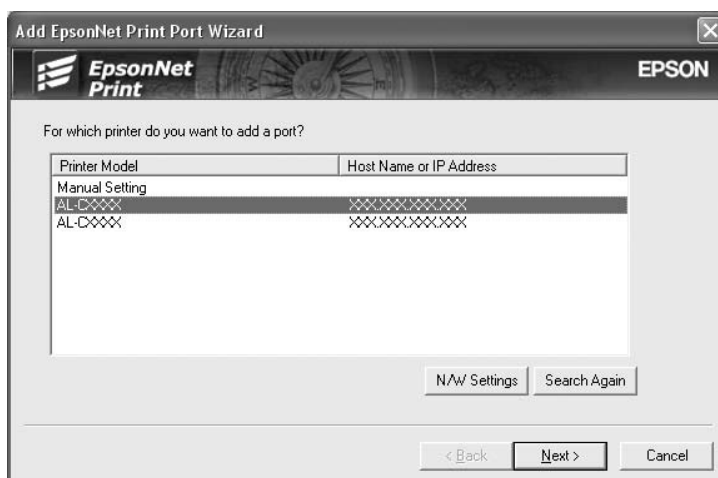 Add EpsonNet Print Port Wizard
EpsonNet
Print
EPSON
For which printer do you want to add a port?
Printer Model Host Name or IP Address
Manual Setting
AL-CXXXX XXX.XXX.XXX.XXX
AL-CXXXX XXX.XXX.XXX.XXX
N/W Settings Search Again
< Back Next > Cancel